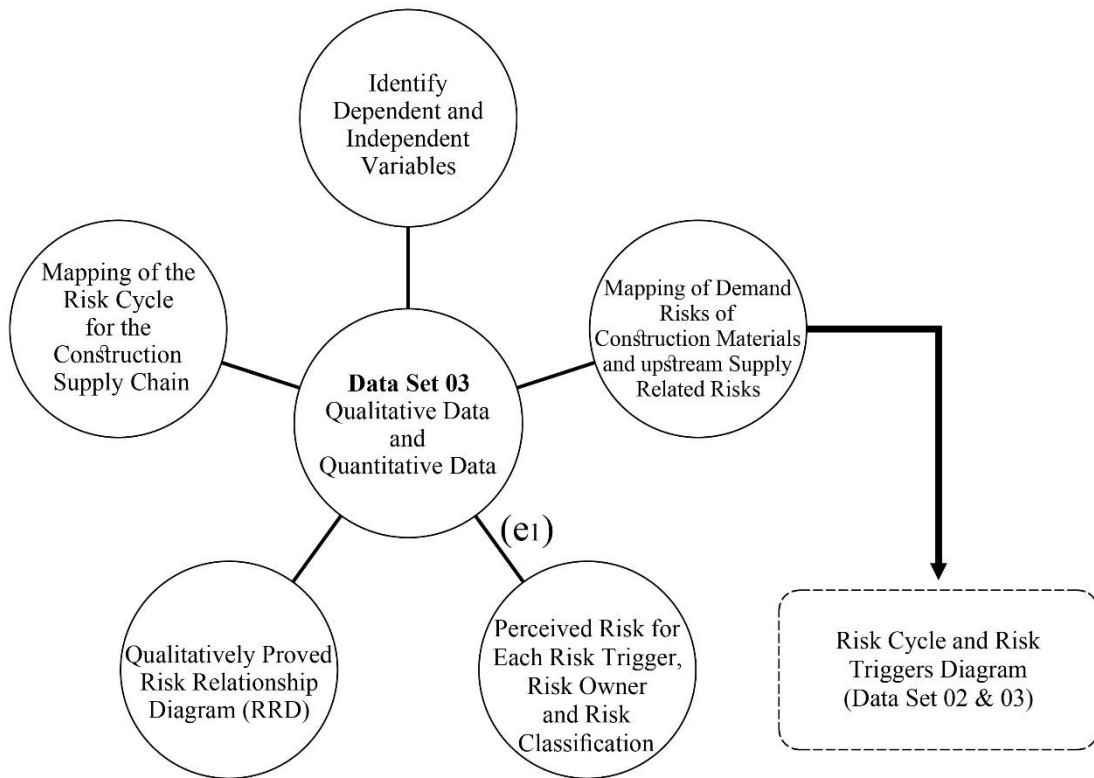 Identify
Dependent and
Independent
Variables
Mapping of the
Risk Cycle
for the
Construction
Supply Chain
Mapping of Demand
Risks of
Construction Materials
and upstream Supply
Related Risks
Data Set 03
Qualitative Data
and
Quantitative Data
(e1)
Qualitatively Proved
Risk Relationship
Diagram (RRD)
Perceived Risk for
Each Risk Trigger,
Risk Owner
and Risk
Classification
Risk Cycle and Risk
Triggers Diagram
(Data Set 02 & 03)